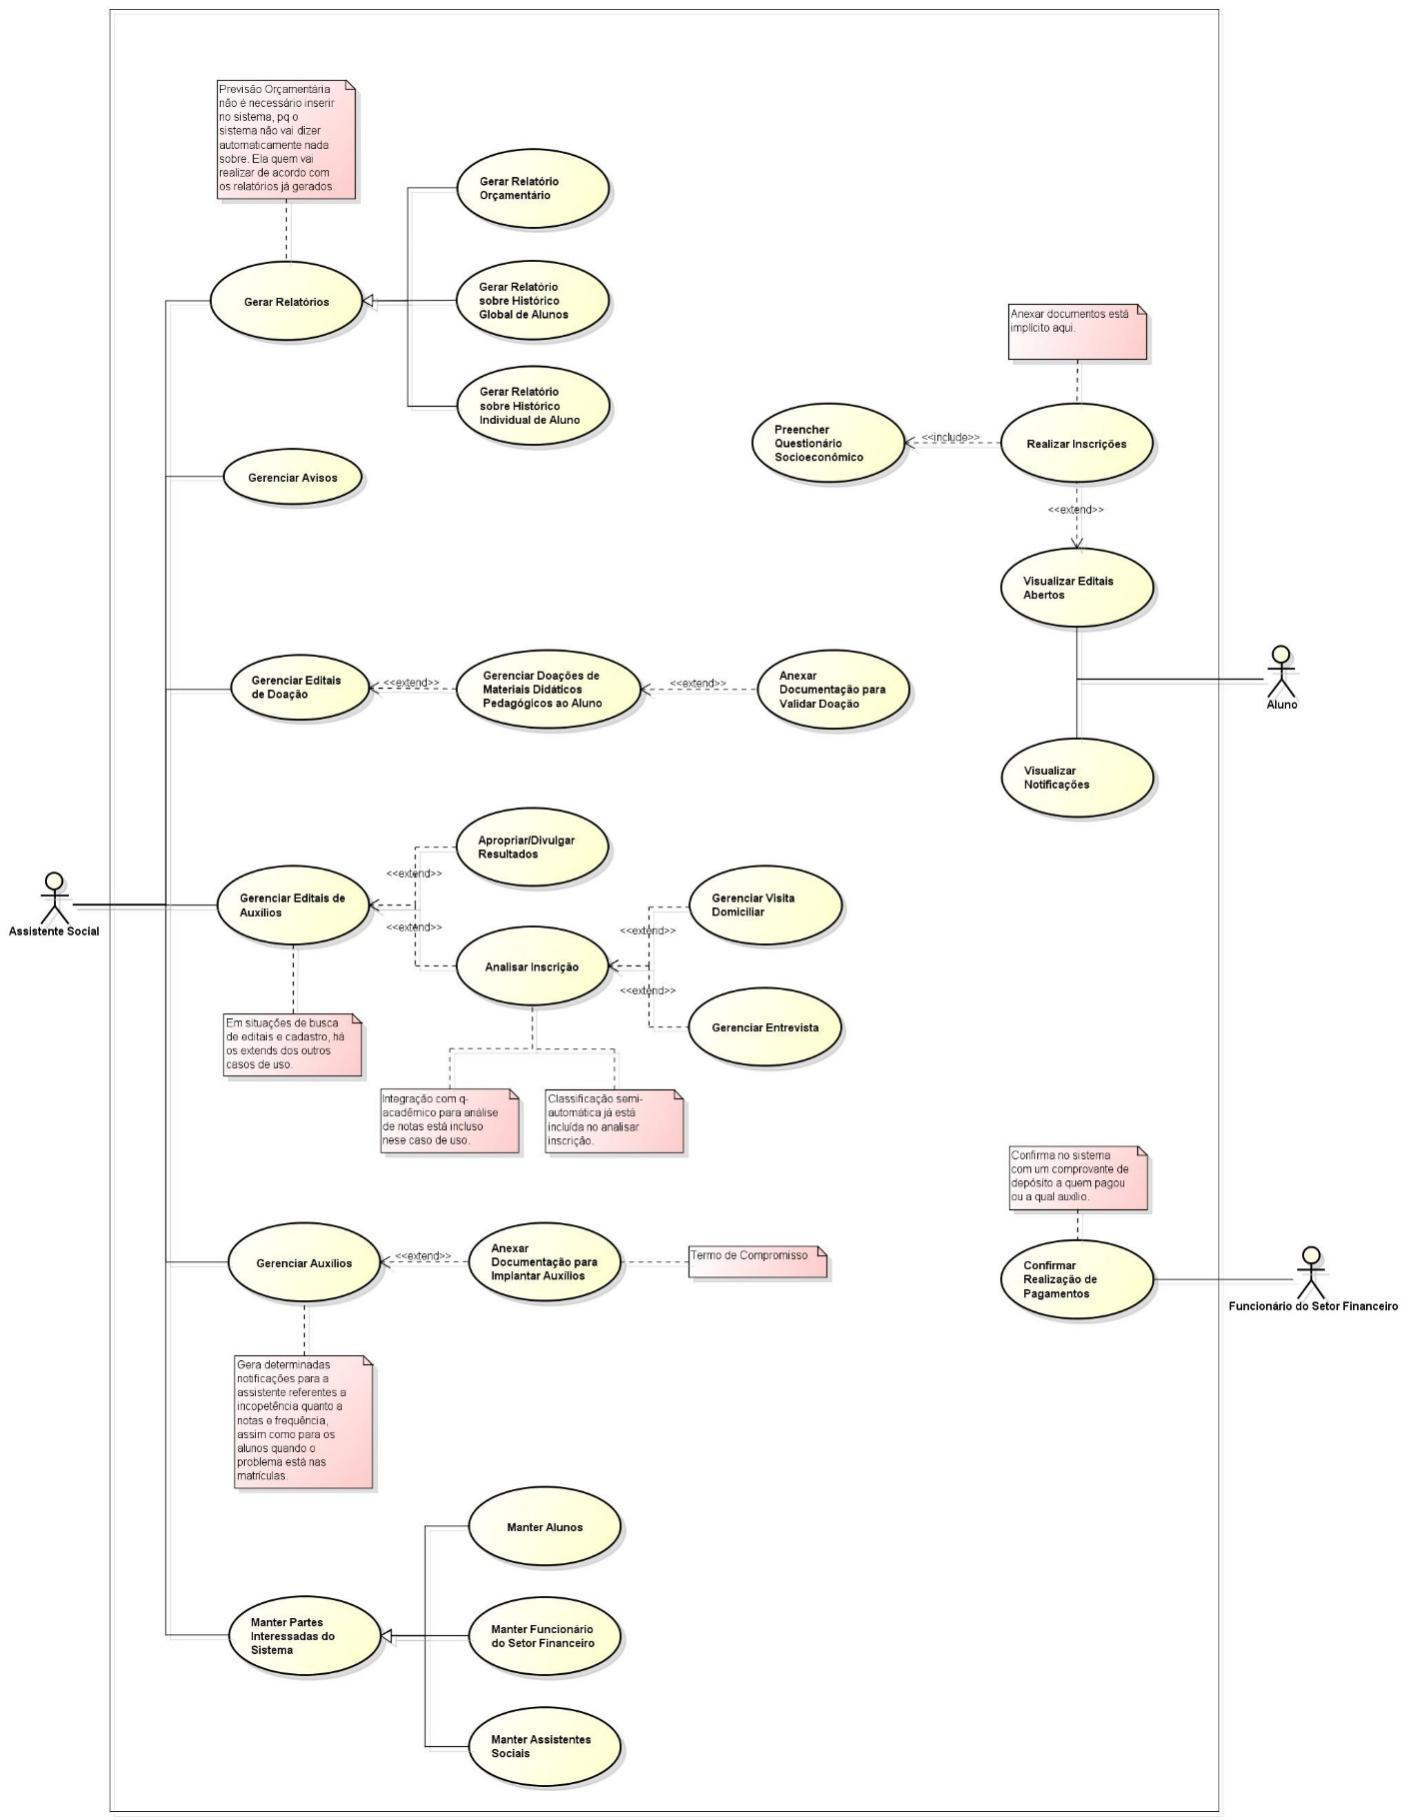 Previsão Orçamentária
não é necessário inserir
no sistema, pq o
sistema não vai dizer
automaticamente nada
sobre. Ela quem vai
realizar de acordo com
os relatórios já gerados.
Gerar Relatório
Orçamentário
Gerar Relatórios
Gerar Relatório
sobre Histórico
Global de Alunos
Gerar Relatório
sobre Histórico
Individual de Aluno
Anexar documentos está
implícito aqui.
Preencher
Questionário
Socioeconômico
<<include>>
Realizar Inscrições
Gerenciar Avisos
<<extend>>
Visualizar Editais
Abertos
Gerenciar Editais
de Doação
<<extend>>
Gerenciar Doações de
Materiais Didáticos
Pedagógicos ao Aluno
<<extend>>
Anexar
Documentação para
Validar Doação
Aluno
Visualizar
Notificações
Apropriar/Divulgar
Resultados
<<extend>>
Gerenciar Editais de
Auxílios
Assistente Social
<<extend>>
Analisar Inscrição
Gerenciar Visita
Domiciliar
<<extend>>
<<extend>>
Gerenciar Entrevista
Em situações de busca
de editais e cadastro, há
os extends dos outros
casos de uso.
Integração com q-
acadêmico para análise
de notas está incluso
nese caso de uso.
Classificação semi-
automática já está
incluída no analisar
inscrição.
Confirma no sistema
com um comprovante de
depósito a quem pagou
ou a qual auxílio.
Gerenciar Auxílios
<<extend>>
Anexar
Documentação para
Implantar Auxílios
Termo de Compromisso
Confirmar
Realização de
Pagamentos
Funcionário do Setor Financeiro
Gera determinadas
notificações para a
assistente referentes a
incopetência quanto a
notas e frequência,
assim como para os
alunos quando o
problema está nas
matrículas.
Manter Alunos
Manter Partes
Interessadas do
Sistema
Manter Funcionário
do Setor Financeiro
Manter Assistentes
Sociais